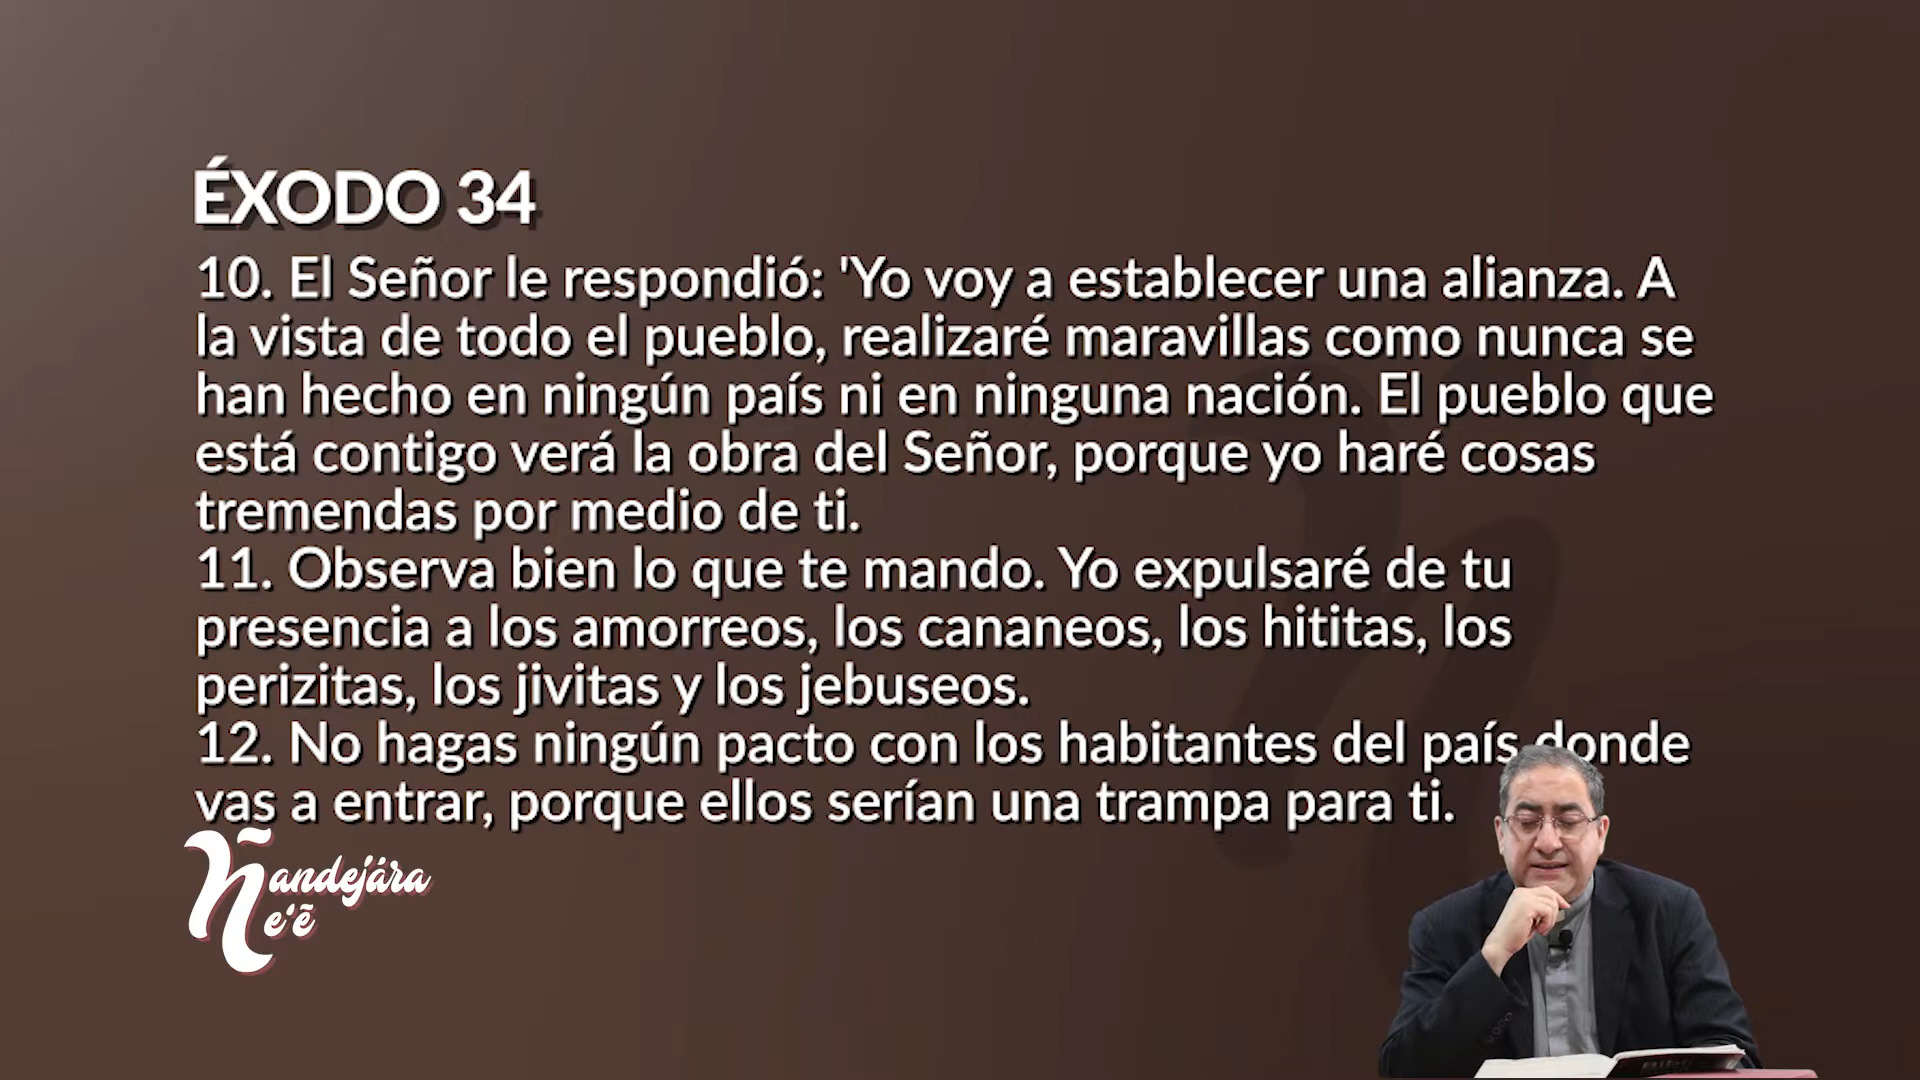 ÉXODO 34
10. El Señor le respondió: 'Yo voy a establecer una alianza. A
la vista de todo el pueblo, realizaré maravillas como nunca se
han hecho en ningún país ni en ninguna nación. El pueblo que
está contigo verá la obra del Señor, porque yo haré cosas
tremendas por medio de ti.
11. Observa bien lo que te mando. Yo expulsaré de tu
presencia a los amorreos, los cananeos, los hititas, los
perizitas, los jivitas y los jebuseos.
12. No hagas ningún pacto con los habitantes del país donde
vas a entrar, porque ellos serían una trampa para ti.
Ñandejára
Ñe'ẽ